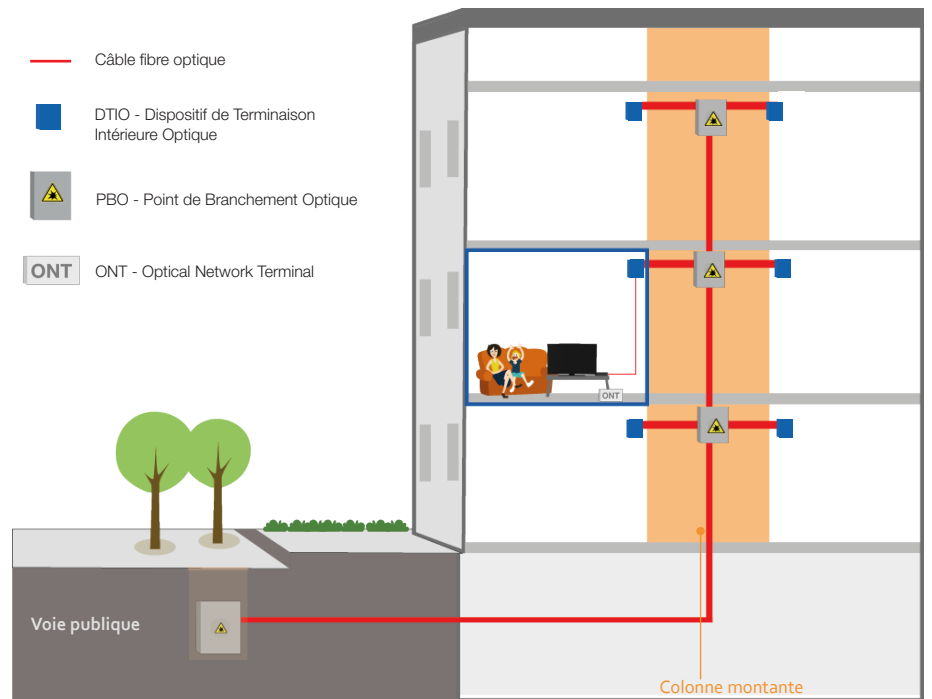 Câble fibre optique
DTIO - Dispositif de Terminaison
Intérieure Optique
PBO - Point de Branchement Optique
ONT
ONT - Optical Network Terminal
ONT
Voie publique
Colonne montante